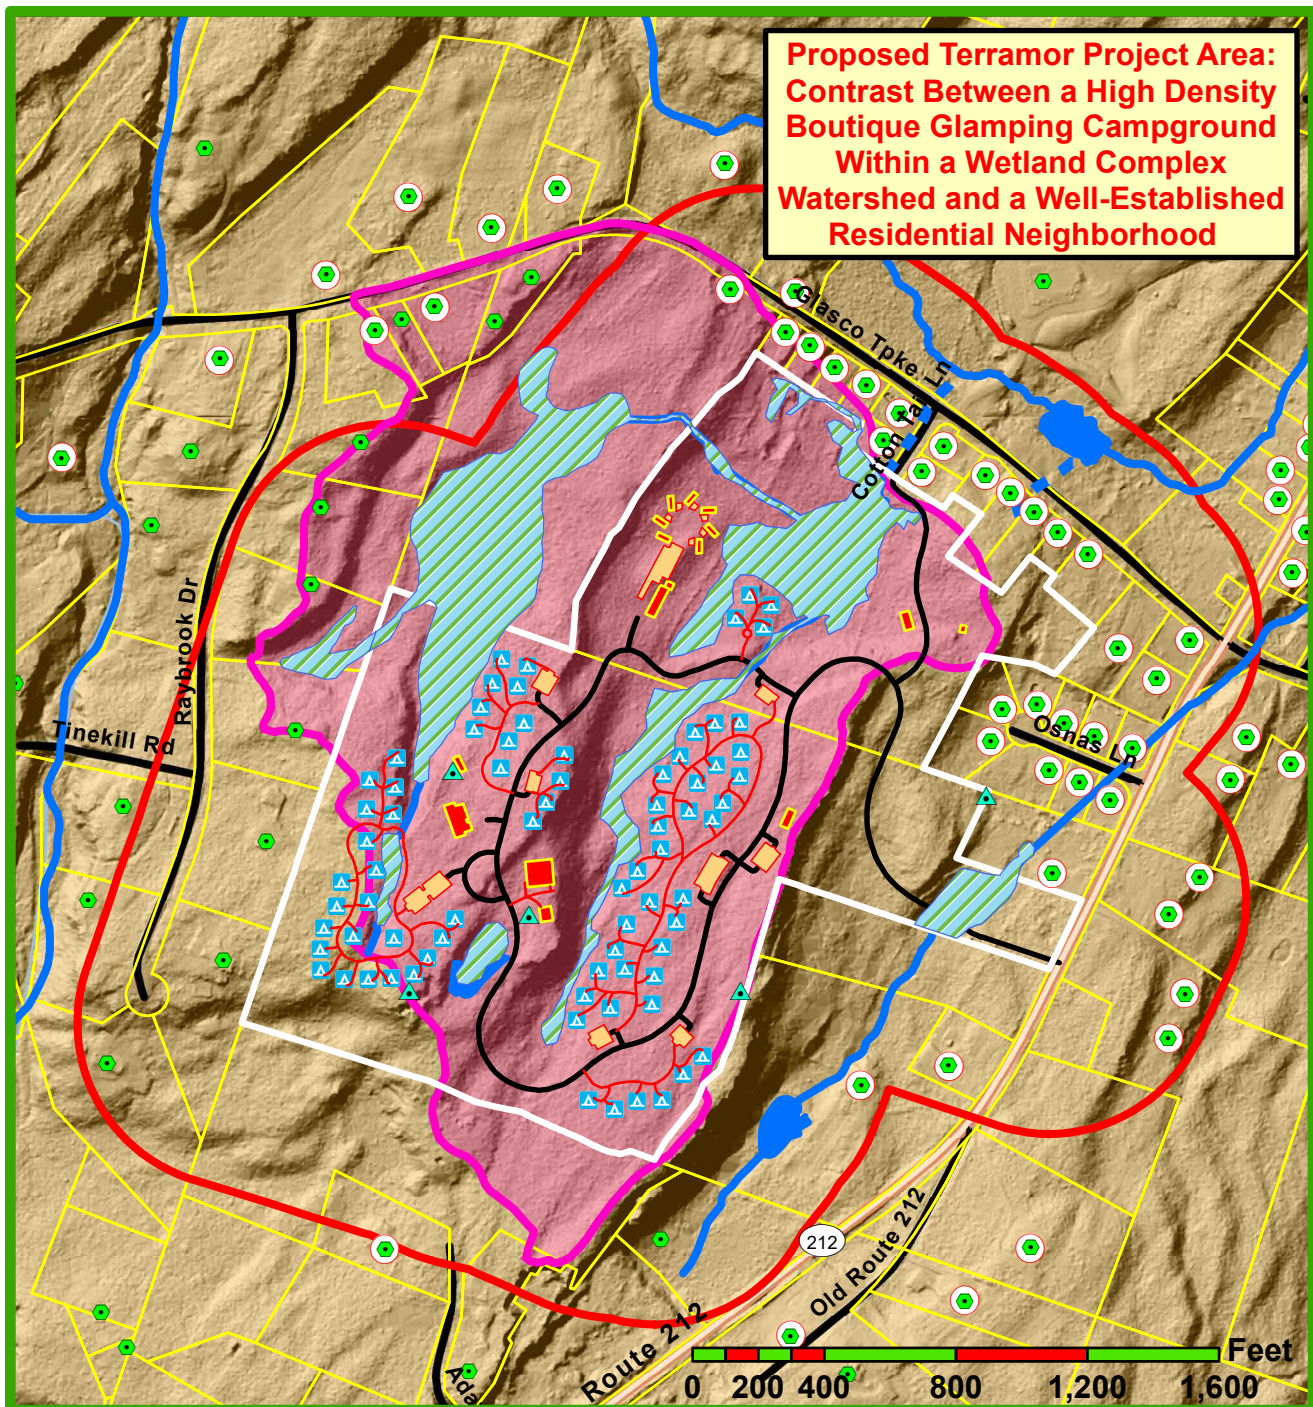 Proposed Terramor Project Area:
Contrast Between a High Density
Boutique Glamping Campground
Within a Wetland Complex
Watershed and a Well-Established
Residential Neighborhood
Glasco Tpke.
Cotton Tail Ln
Raybrook Dr
Tinekill Rd
Osnas Ln
212
Old Route 212
Route 212
Ada
Feet
0 200 400 800 1,200 1,600